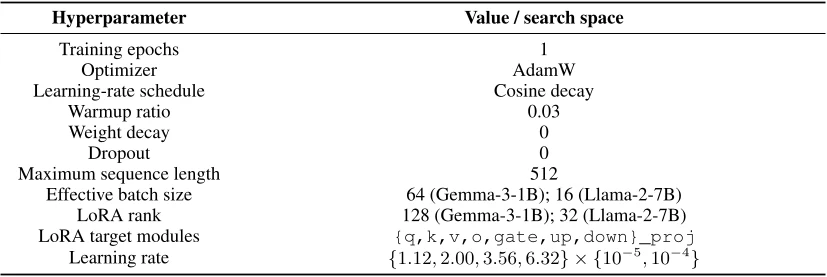 Hyperparameter Value / search space
Training epochs 1
Optimizer AdamW
Learning-rate schedule Cosine decay
Warmup ratio 0.03
Weight decay 0
Dropout 0
Maximum sequence length 512
Effective batch size 64 (Gemma-3-1B); 16 (Llama-2-7B)
LoRA rank 128 (Gemma-3-1B); 32 (Llama-2-7B)
LoRA target modules {q,k,v,o,gate,up,down}_proj
Learning rate {1.12, 2.00, 3.56, 6.32} × {10⁻⁵, 10⁻⁴}